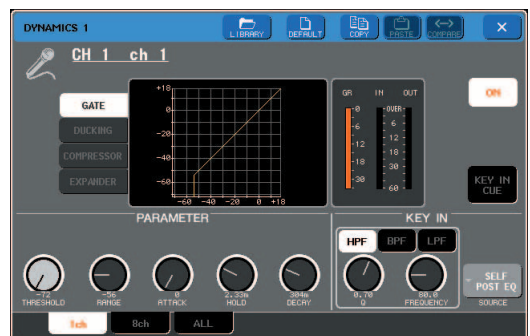 DYNAMICS 1
LIBRARY
DEFAULT
COPY
PASTE
COMPARE
CH 1 ch 1
GATE
DUCKING
COMPRESSOR
EXPANDER
+18
0
-20
-40
-60
-60 -40 -20 0 +18
GR IN OUT
0 OVER
6 6
12 12
18 18
30 30
60
ON
KEY IN
CUE
PARAMETER
KEY IN
HPF BPF LPF
-72 -56 0 2.33m 304m
THRESHOLD RANGE ATTACK HOLD DECAY
0.70 80.0
Q FREQUENCY
SELF
POST EQ
SOURCE
1ch 8ch ALL